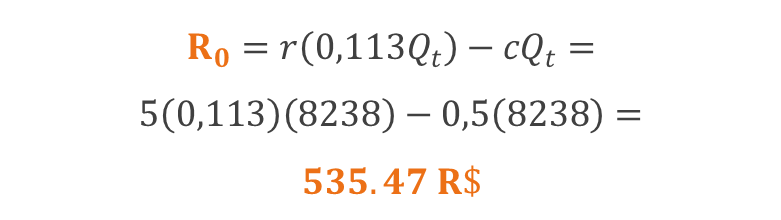 R₀ = r(0,113Qₜ) − cQₜ =
5(0,113)(8238) − 0,5(8238) =
535.47 R$